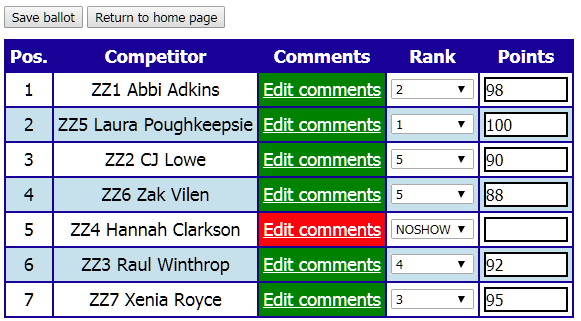 Save ballot Return to home page
Pos. Competitor Comments Rank Points
1 ZZ1 Abbi Adkins Edit comments 2 98
2 ZZ5 Laura Poughkeepsie Edit comments 1 100
3 ZZ2 CJ Lowe Edit comments 5 90
4 ZZ6 Zak Vilen Edit comments 5 88
5 ZZ4 Hannah Clarkson Edit comments NOSHOW
6 ZZ3 Raul Winthrop Edit comments 4 92
7 ZZ7 Xenia Royce Edit comments 3 95